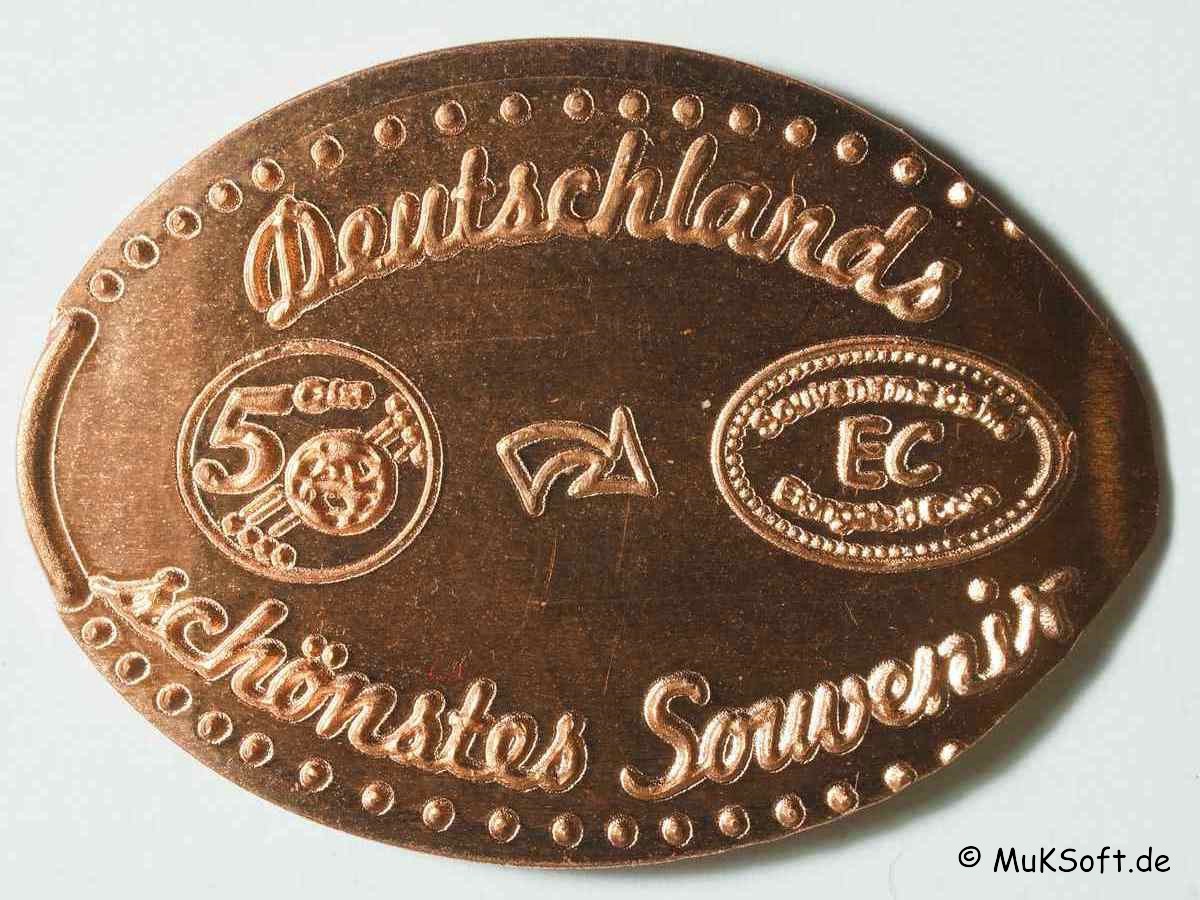 Deutschlands
5
EC
schönstes Souvenir
© MuKSoft.de